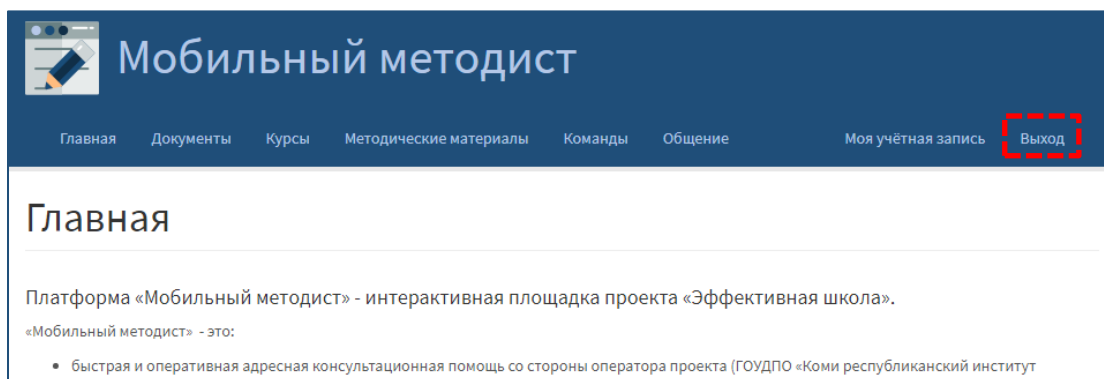 Мобильный методист
Главная Документы Курсы Методические материалы Команды Общение Моя учётная запись Выход
Главная
Платформа «Мобильный методист» - интерактивная площадка проекта «Эффективная школа».
«Мобильный методист» - это:
• быстрая и оперативная адресная консультационная помощь со стороны оператора проекта (ГОУДПО «Коми республиканский институт